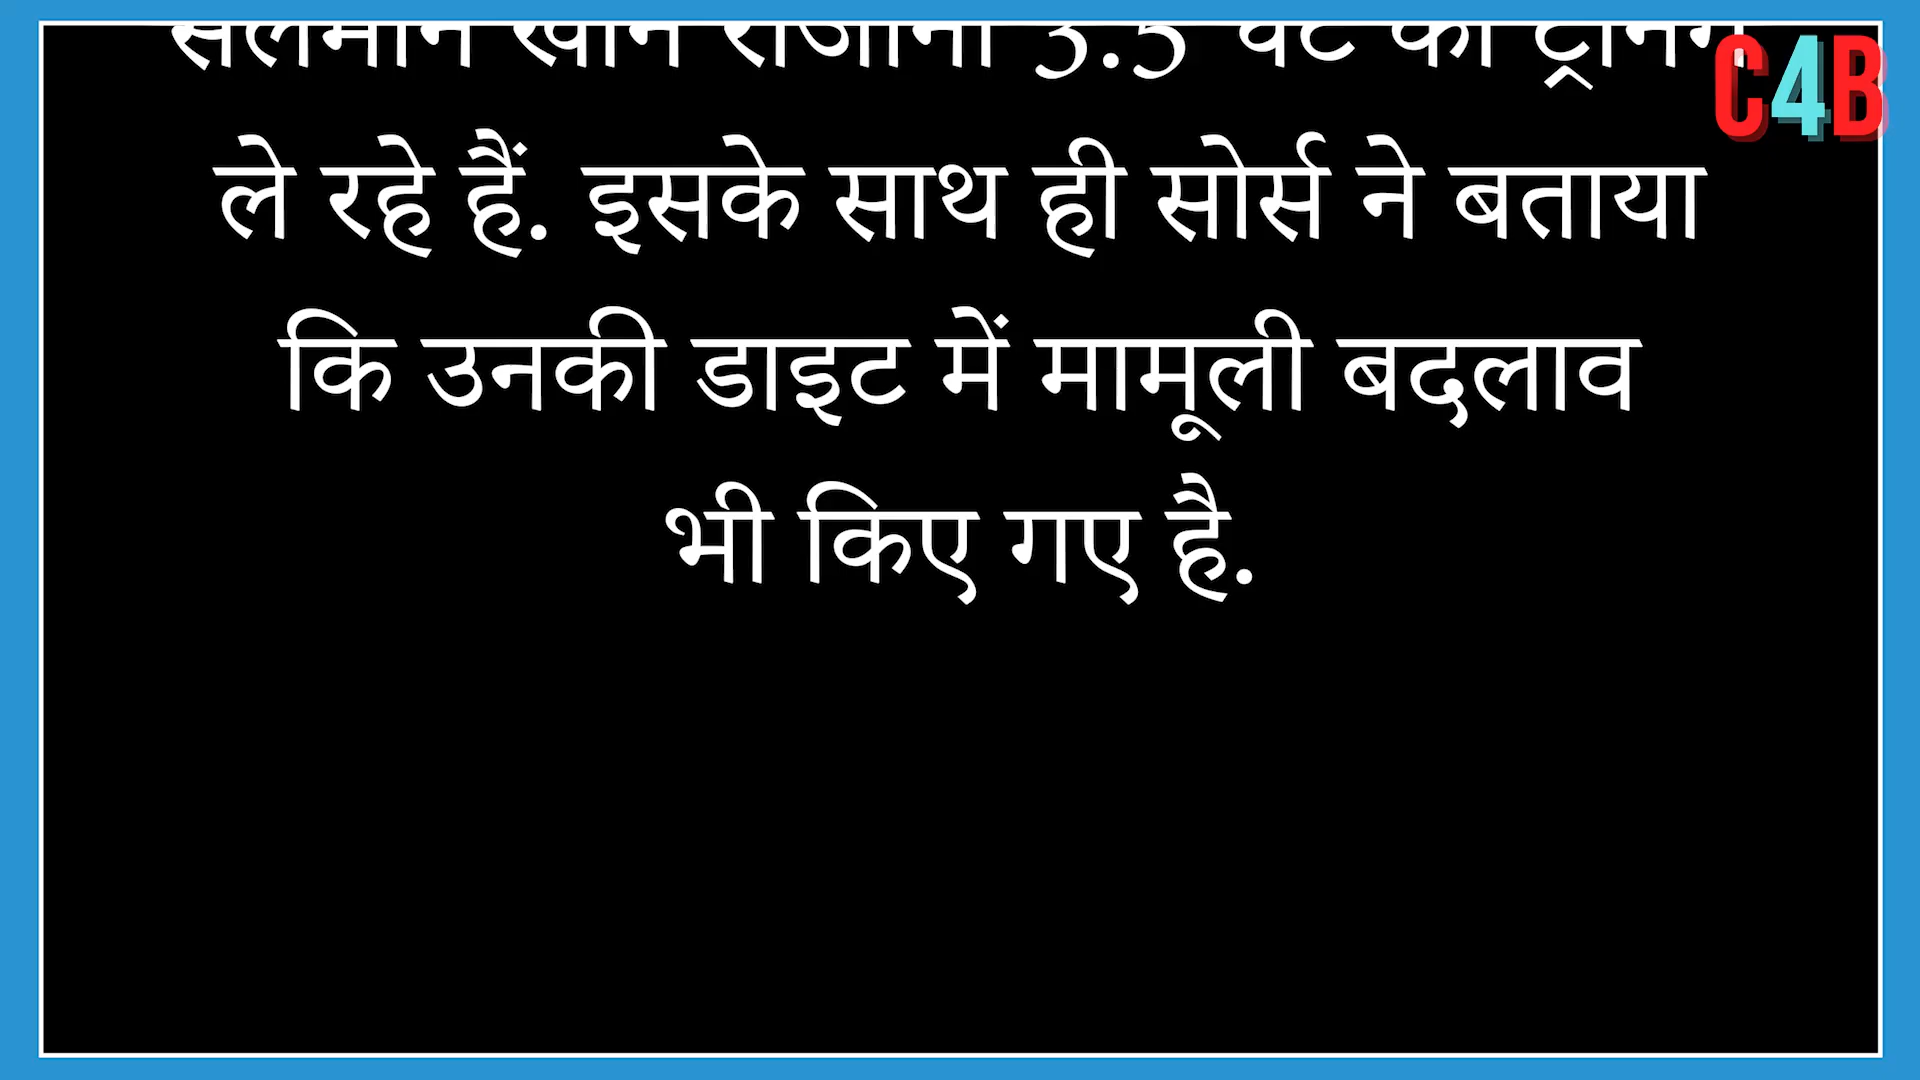 सलमान खान रोजाना 3.5 घंटे की ट्रेनिंग
C4B
ले रहे हैं. इसके साथ ही सोर्स ने बताया
कि उनकी डाइट में मामूली बदलाव
भी किए गए है.